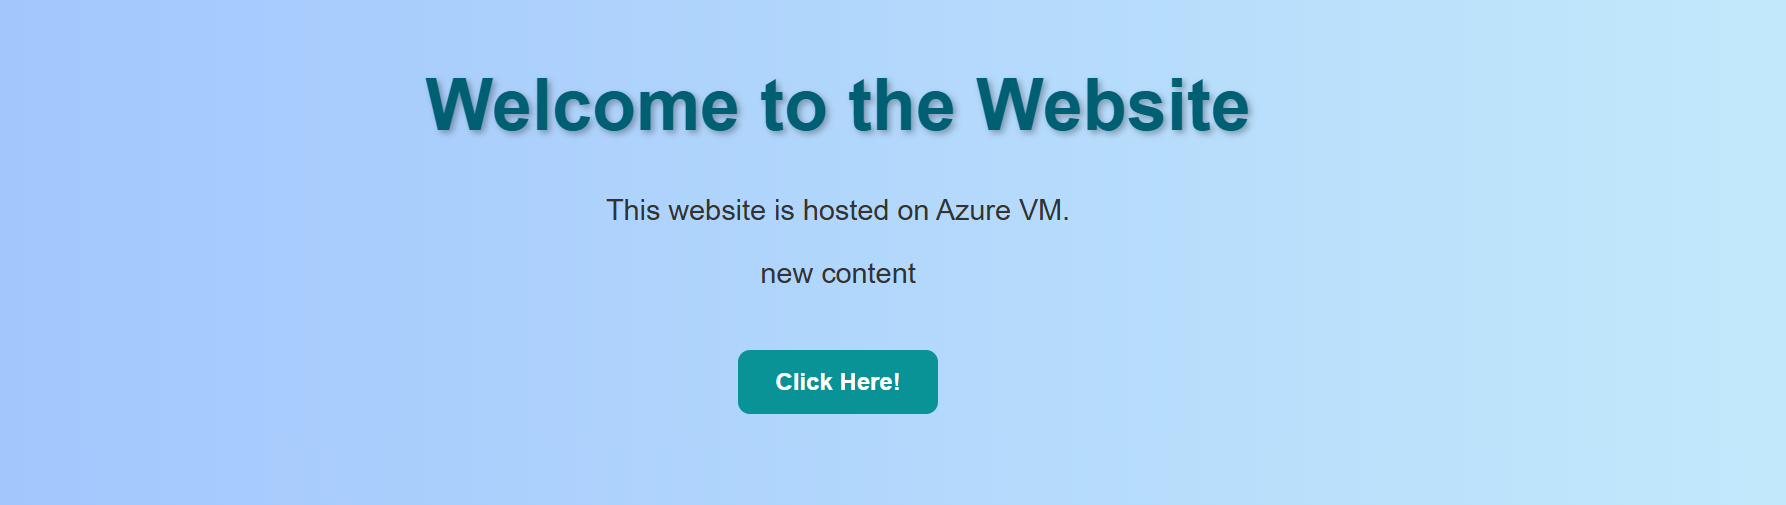 Welcome to the Website
This website is hosted on Azure VM.
new content
Click Here!